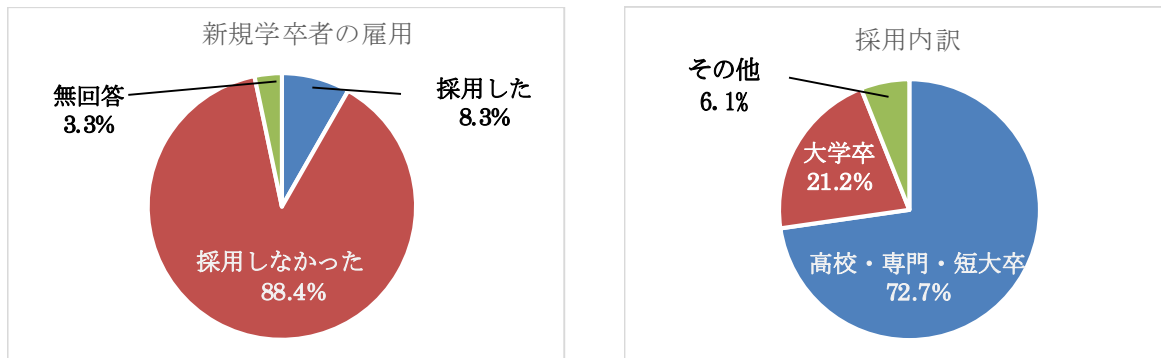 新規学卒者の雇用
無回答
3.3%
採用した
8.3%
採用しなかった
88.4%
採用内訳
その他
6.1%
大学卒
21.2%
高校・専門・短大卒
72.7%